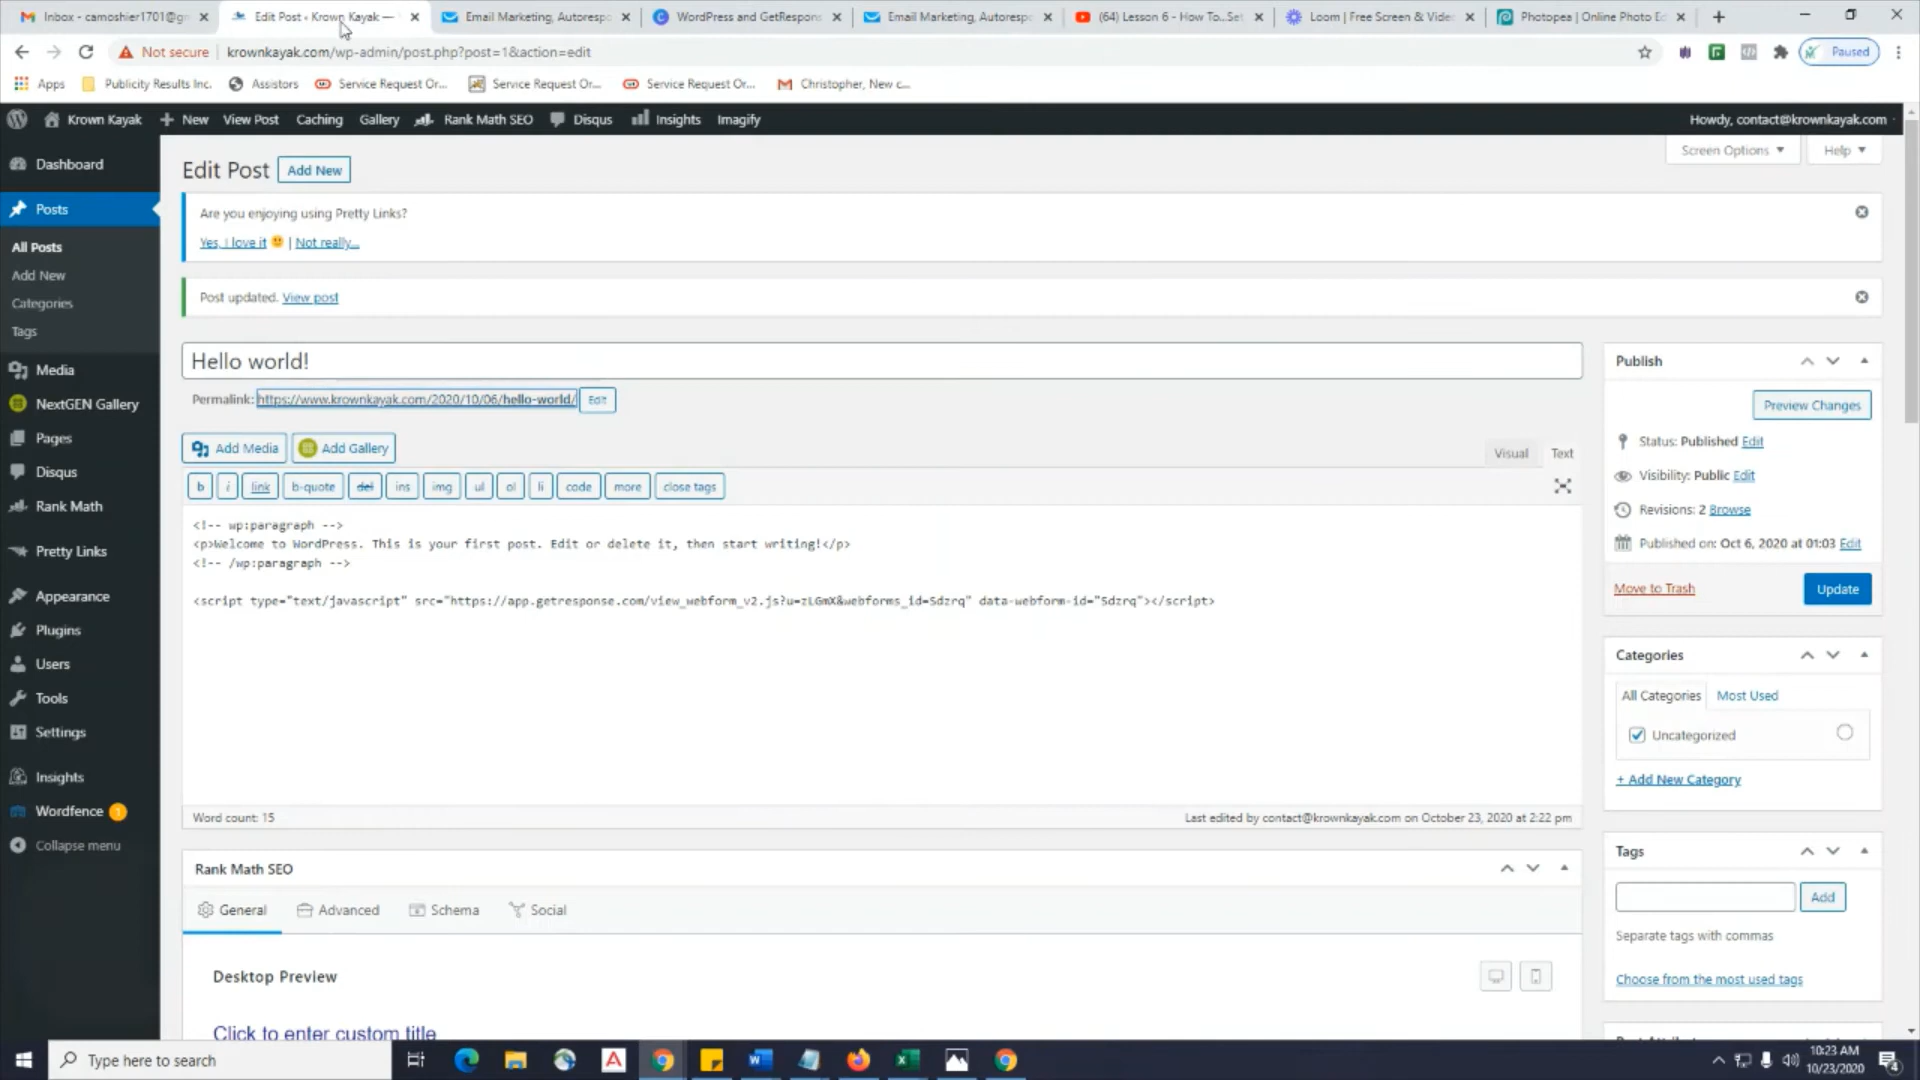 Inbox - camoshier1701@g
Edit Post ‹ Krown Kayak —
Email Marketing, Autorespo
WordPress and GetRespons
Email Marketing, Autorespo
(64) Lesson 6 - How To...Set
Loom | Free Screen & Video
Photopea | Online Photo Ed
Not secure
krownkayak.com/wp-admin/post.php?post=1&action=edit
Paused
Apps
Publicity Results Inc.
Assistors
Service Request Or...
Service Request Or...
Service Request Or...
Christopher, New c...
Krown Kayak
New
View Post
Caching
Gallery
Rank Math SEO
Disqus
Insights
Imagify
Howdy, contact@krownkayak.com
Dashboard
Posts
All Posts
Add New
Categories
Tags
Media
NextGEN Gallery
Pages
Disqus
Rank Math
Pretty Links
Appearance
Plugins
Users
Tools
Settings
Insights
Wordfence 1
Collapse menu
Screen Options
Help
Edit Post
Add New
Are you enjoying using Pretty Links?
Yes, I love it | Not really...
Post updated. View post
Hello world!
Permalink: https://www.krownkayak.com/2020/10/06/hello-world/ Edit
Add Media
Add Gallery
Visual
Text
b
i
link
b-quote
del
ins
img
ul
ol
li
code
more
close tags
<!-- wp:paragraph -->
<p>Welcome to WordPress. This is your first post. Edit or delete it, then start writing!</p>
<!-- /wp:paragraph -->
<script type="text/javascript" src="https://app.getresponse.com/view_webform_v2.js?u=zLGmX&webforms_id=Sdzrq" data-webform-id="Sdzrq"></script>
Word count: 15
Last edited by contact@krownkayak.com on October 23, 2020 at 2:22 pm
Rank Math SEO
General
Advanced
Schema
Social
Desktop Preview
Click to enter custom title
Publish
Preview Changes
Status: Published Edit
Visibility: Public Edit
Revisions: 2 Browse
Published on: Oct 6, 2020 at 01:03 Edit
Move to Trash
Update
Categories
All Categories
Most Used
Uncategorized
+ Add New Category
Tags
Add
Separate tags with commas
Choose from the most used tags
Type here to search
10:23 AM
10/23/2020
4